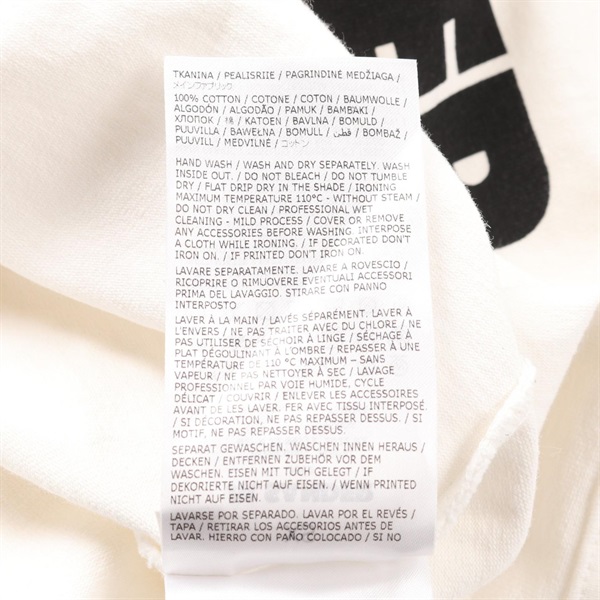 TKANINA / PEALISRIIE / PAGRINDINĖ MEDŽIAGA /
メインファブリック
100% COTTON / COTONE / COTON / BAUMWOLLE /
ALGODÓN / ALGODÃO / PAMUK / ΒΑΜΒΑΚΙ /
ХЛОПОК / 棉 / KATOEN / BAVLNA / BOMULD /
PUUVILLA / BAWEŁNA / BOMULL / قطن / BOMBAŽ /
PUUVILL / MEDVILNĖ / コットン
HAND WASH / WASH AND DRY SEPARATELY. WASH
INSIDE OUT. / DO NOT BLEACH / DO NOT TUMBLE
DRY / FLAT DRIP DRY IN THE SHADE / IRONING
MAXIMUM TEMPERATURE 110°C - WITHOUT STEAM /
DO NOT DRY CLEAN / PROFESSIONAL WET
CLEANING - MILD PROCESS / COVER OR REMOVE
ANY ACCESSORIES BEFORE WASHING. INTERPOSE
A CLOTH WHILE IRONING. / IF DECORATED DON'T
IRON ON. / IF PRINTED DON'T IRON ON.
LAVARE SEPARATAMENTE. LAVARE A ROVESCIO /
RICOPRIRE O RIMUOVERE EVENTUALI ACCESSORI
PRIMA DEL LAVAGGIO. STIRARE CON PANNO
INTERPOSTO
LAVER À LA MAIN / LAVÉS SÉPARÉMENT. LAVER À
L'ENVERS / NE PAS TRAITER AVEC DU CHLORE / NE
PAS UTILISER DE SÉCHOIR À LINGE / SÉCHAGE À
PLAT DÉGOULINANT À L'OMBRE / REPASSER À UNE
TEMPÉRATURE DE 110 °C MAXIMUM – SANS
VAPEUR / NE PAS NETTOYER À SEC / LAVAGE
PROFESSIONNEL PAR VOIE HUMIDE, CYCLE
DÉLICAT / COUVRIR / ENLEVER LES ACCESSOIRES
AVANT DE LES LAVER. FER AVEC TISSU INTERPOSÉ.
/ SI DÉCORATION, NE PAS REPASSER DESSUS. / SI
MOTIF, NE PAS REPASSER DESSUS.
SEPARAT GEWASCHEN. WASCHEN INNEN HERAUS /
DECKEN / ENTFERNEN ZUBEHÖR VOR DEM
WASCHEN. EISEN MIT TUCH GELEGT / IF
DEKORIERTE NICHT AUF EISEN. / WENN PRINTED
NICHT AUF EISEN.
LAVARSE POR SEPARADO. LAVAR POR EL REVÉS /
TAPA / RETIRAR LOS ACCESORIOS ANTES DE
LAVAR. HIERRO CON PAÑO COLOCADO / SI NO